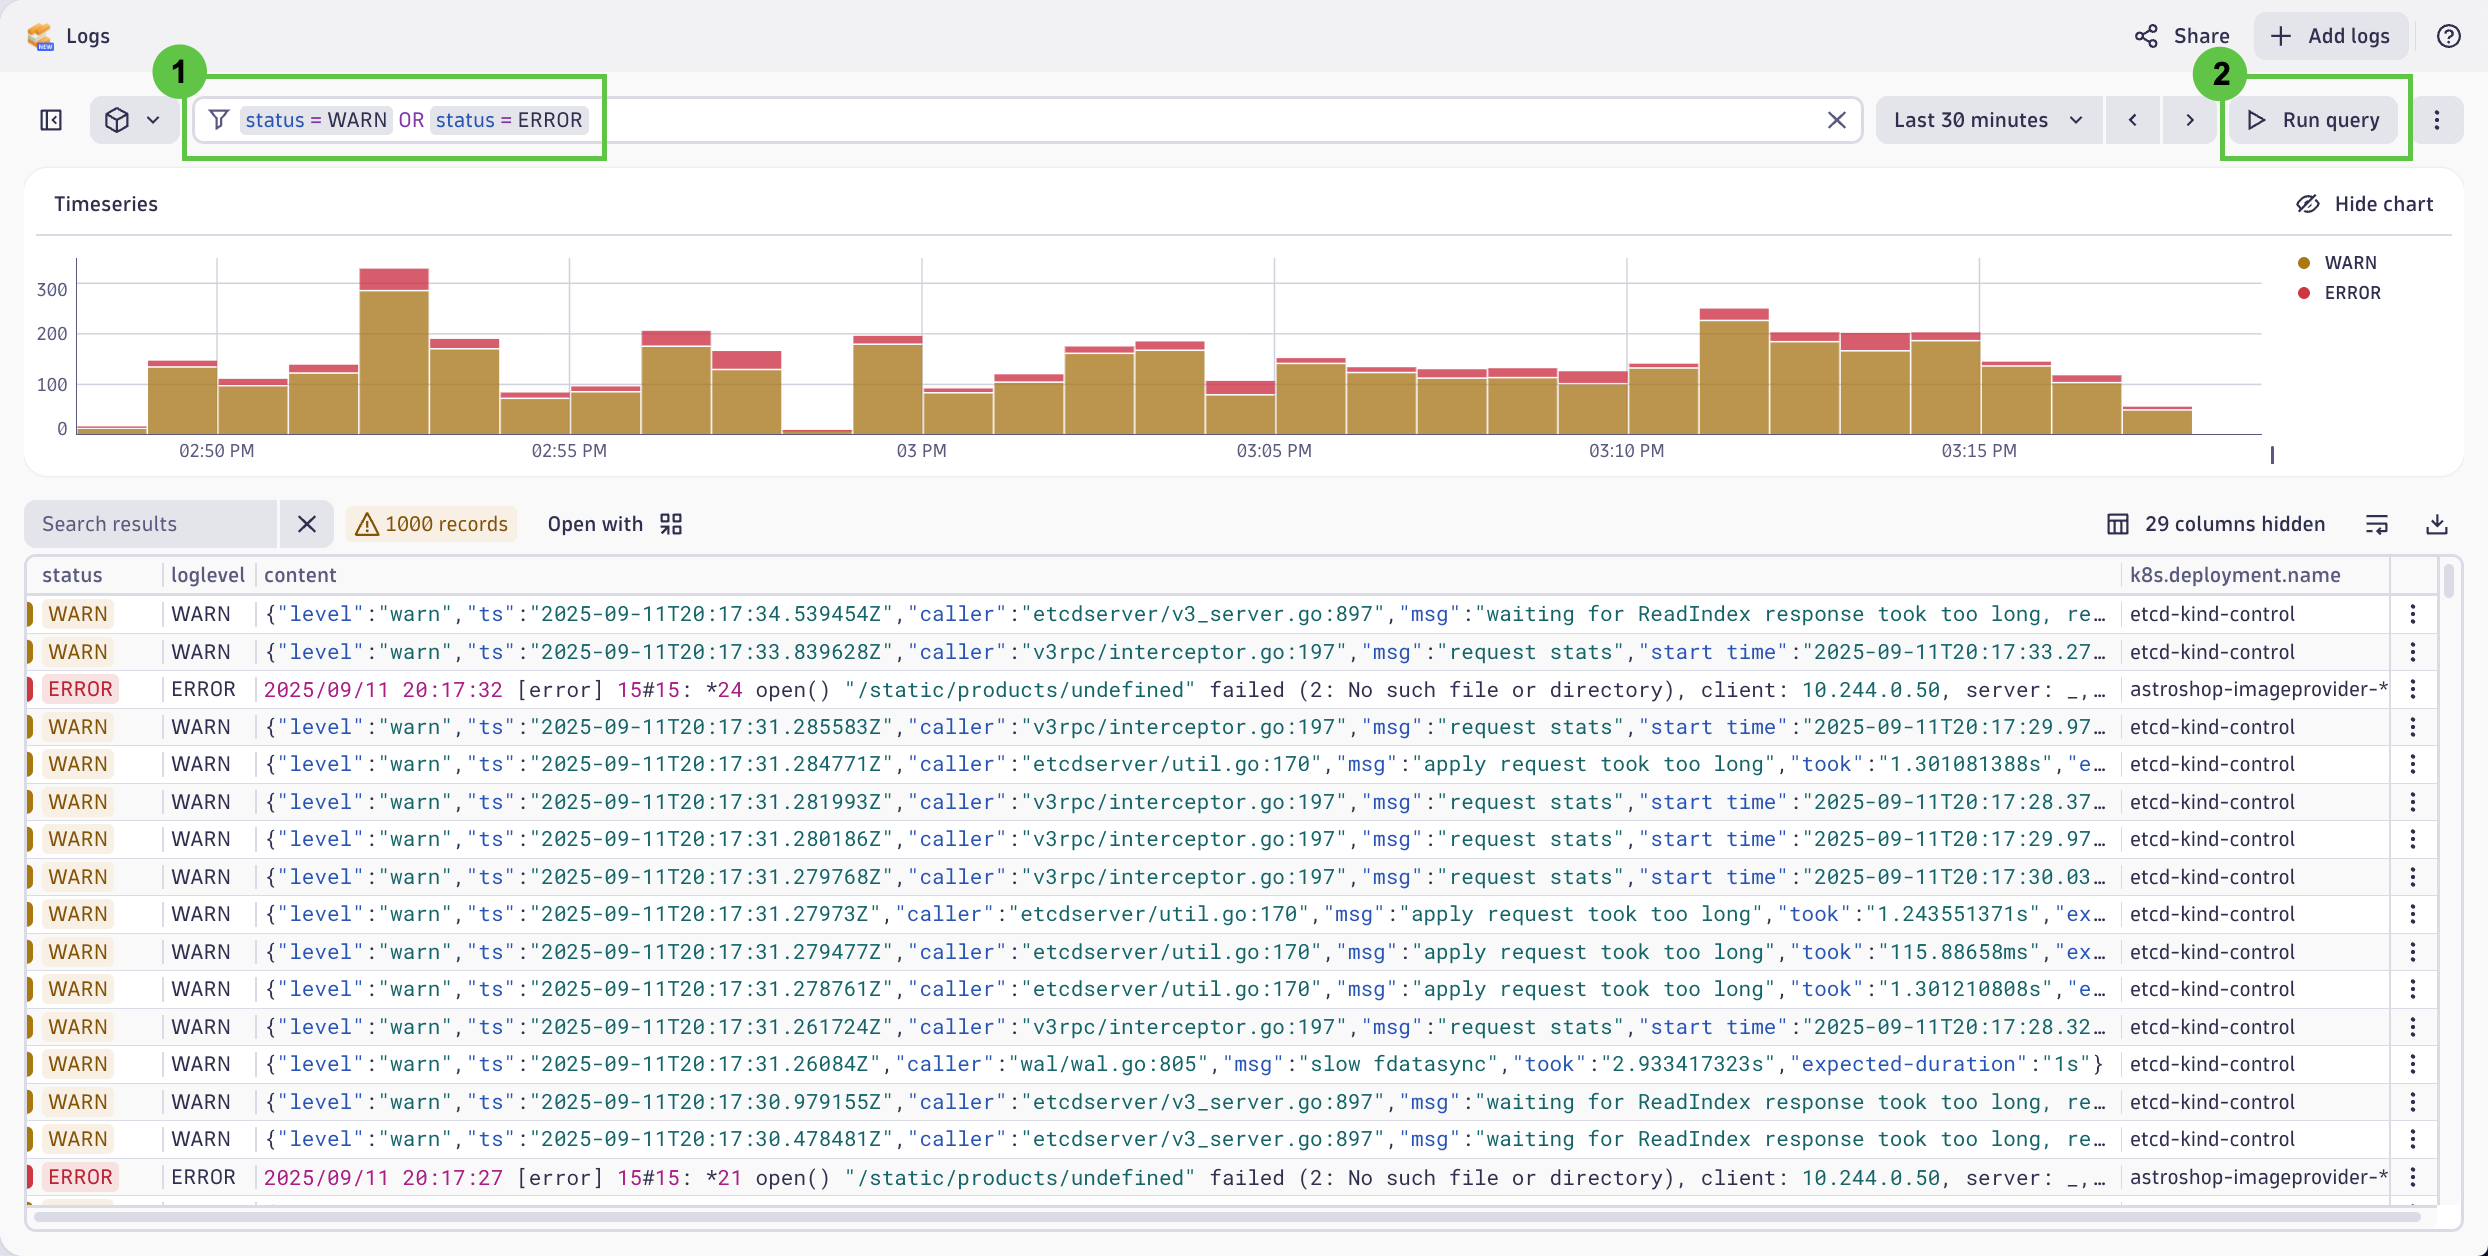 Logs
NEW
Share
Add logs
1
2
status = WARN OR status = ERROR
Last 30 minutes
Run query
Timeseries
Hide chart
WARN
ERROR
300
200
100
0
02:50 PM 02:55 PM 03 PM 03:05 PM 03:10 PM 03:15 PM
Search results
1000 records
Open with
29 columns hidden
status loglevel content k8s.deployment.name
WARN WARN {"level":"warn","ts":"2025-09-11T20:17:34.539454Z","caller":"etcdserver/v3_server.go:897","msg":"waiting for ReadIndex response took too long, re… etcd-kind-control
WARN WARN {"level":"warn","ts":"2025-09-11T20:17:33.839628Z","caller":"v3rpc/interceptor.go:197","msg":"request stats","start time":"2025-09-11T20:17:33.27… etcd-kind-control
ERROR ERROR 2025/09/11 20:17:32 [error] 15#15: *24 open() "/static/products/undefined" failed (2: No such file or directory), client: 10.244.0.50, server: _,… astroshop-imageprovider-*
WARN WARN {"level":"warn","ts":"2025-09-11T20:17:31.285583Z","caller":"v3rpc/interceptor.go:197","msg":"request stats","start time":"2025-09-11T20:17:29.97… etcd-kind-control
WARN WARN {"level":"warn","ts":"2025-09-11T20:17:31.284771Z","caller":"etcdserver/util.go:170","msg":"apply request took too long","took":"1.301081388s","e… etcd-kind-control
WARN WARN {"level":"warn","ts":"2025-09-11T20:17:31.281993Z","caller":"v3rpc/interceptor.go:197","msg":"request stats","start time":"2025-09-11T20:17:28.37… etcd-kind-control
WARN WARN {"level":"warn","ts":"2025-09-11T20:17:31.280186Z","caller":"v3rpc/interceptor.go:197","msg":"request stats","start time":"2025-09-11T20:17:29.97… etcd-kind-control
WARN WARN {"level":"warn","ts":"2025-09-11T20:17:31.279768Z","caller":"v3rpc/interceptor.go:197","msg":"request stats","start time":"2025-09-11T20:17:30.03… etcd-kind-control
WARN WARN {"level":"warn","ts":"2025-09-11T20:17:31.27973Z","caller":"etcdserver/util.go:170","msg":"apply request took too long","took":"1.243551371s","ex… etcd-kind-control
WARN WARN {"level":"warn","ts":"2025-09-11T20:17:31.279477Z","caller":"etcdserver/util.go:170","msg":"apply request took too long","took":"115.88658ms","ex… etcd-kind-control
WARN WARN {"level":"warn","ts":"2025-09-11T20:17:31.278761Z","caller":"etcdserver/util.go:170","msg":"apply request took too long","took":"1.301210808s","e… etcd-kind-control
WARN WARN {"level":"warn","ts":"2025-09-11T20:17:31.261724Z","caller":"v3rpc/interceptor.go:197","msg":"request stats","start time":"2025-09-11T20:17:28.32… etcd-kind-control
WARN WARN {"level":"warn","ts":"2025-09-11T20:17:31.26084Z","caller":"wal/wal.go:805","msg":"slow fdatasync","took":"2.933417323s","expected-duration":"1s"} etcd-kind-control
WARN WARN {"level":"warn","ts":"2025-09-11T20:17:30.979155Z","caller":"etcdserver/v3_server.go:897","msg":"waiting for ReadIndex response took too long, re… etcd-kind-control
WARN WARN {"level":"warn","ts":"2025-09-11T20:17:30.478481Z","caller":"etcdserver/v3_server.go:897","msg":"waiting for ReadIndex response took too long, re… etcd-kind-control
ERROR ERROR 2025/09/11 20:17:27 [error] 15#15: *21 open() "/static/products/undefined" failed (2: No such file or directory), client: 10.244.0.50, server: _,… astroshop-imageprovider-*